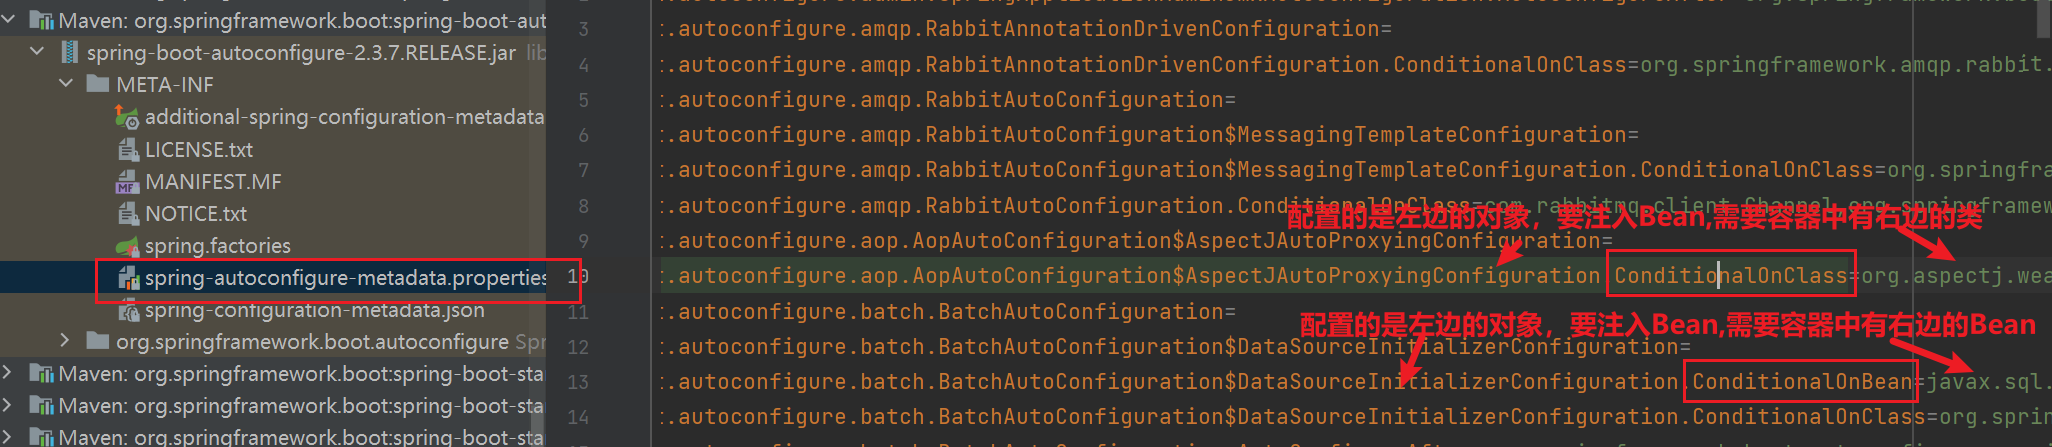 Maven: org.springframework.boot:spring-boot-aut
spring-boot-autoconfigure-2.3.7.RELEASE.jar lib
META-INF
additional-spring-configuration-metadata
LICENSE.txt
MANIFEST.MF
NOTICE.txt
spring.factories
spring-autoconfigure-metadata.properties
spring-configuration-metadata.json
org.springframework.boot.autoconfigure Spr
Maven: org.springframework.boot:spring-boot-sta
Maven: org.springframework.boot:spring-boot-sta
Maven: org.springframework.boot:spring-boot-sta
3 t.autoconfigure.amqp.RabbitAnnotationDrivenConfiguration=
4 t.autoconfigure.amqp.RabbitAnnotationDrivenConfiguration.ConditionalOnClass=org.springframework.amqp.rabbit.
5 t.autoconfigure.amqp.RabbitAutoConfiguration=
6 t.autoconfigure.amqp.RabbitAutoConfiguration$MessagingTemplateConfiguration=
7 t.autoconfigure.amqp.RabbitAutoConfiguration$MessagingTemplateConfiguration.ConditionalOnClass=org.springfra
8 t.autoconfigure.amqp.RabbitAutoConfiguration.ConditionalOnClass=com.rabbitmq.client.Channel,org.springframew
配置的是左边的对象，要注入Bean,需要容器中有右边的类
9 t.autoconfigure.aop.AopAutoConfiguration$AspectJAutoProxyingConfiguration=
10 t.autoconfigure.aop.AopAutoConfiguration$AspectJAutoProxyingConfiguration.ConditionalOnClass=org.aspectj.wea
11 t.autoconfigure.batch.BatchAutoConfiguration=
配置的是左边的对象，要注入Bean,需要容器中有右边的Bean
12 t.autoconfigure.batch.BatchAutoConfiguration$DataSourceInitializerConfiguration=
13 t.autoconfigure.batch.BatchAutoConfiguration$DataSourceInitializerConfiguration.ConditionalOnBean=javax.sql.
14 t.autoconfigure.batch.BatchAutoConfiguration$DataSourceInitializerConfiguration.ConditionalOnClass=org.sprin